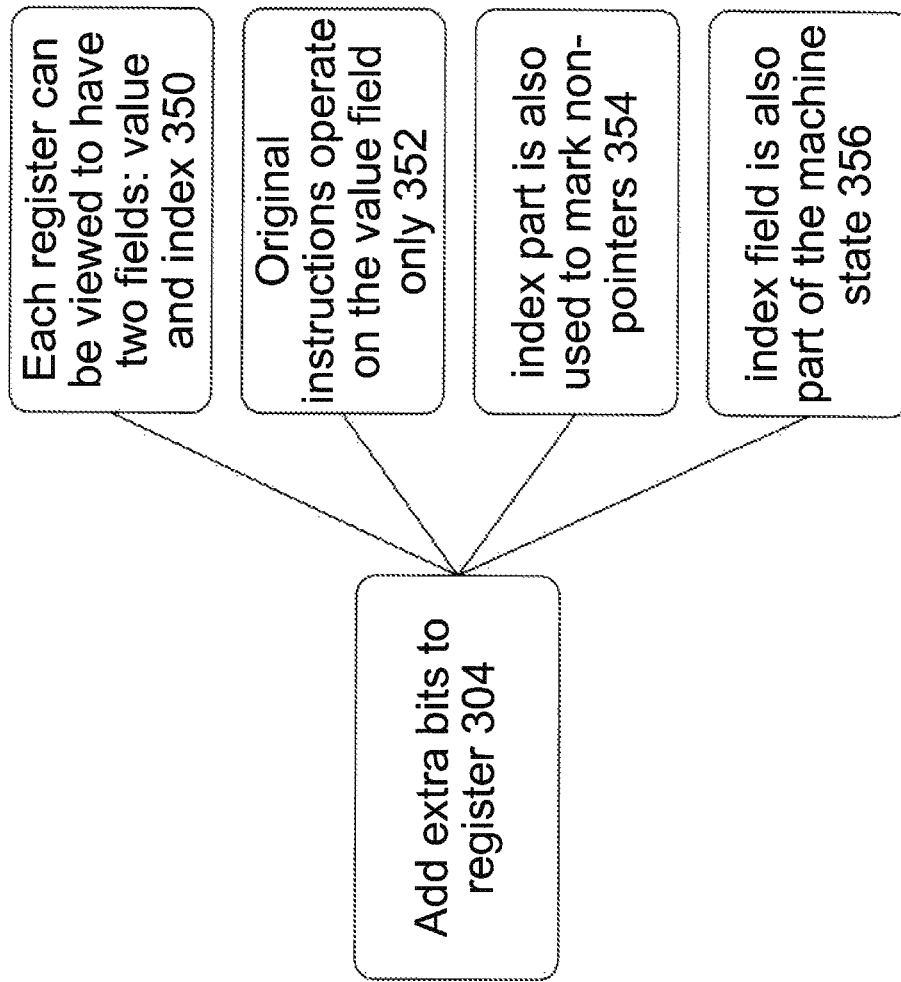 Add extra bits to
register 304
Each register can
be viewed to have
two fields: value
and index 350
Original
instructions operate
on the value field
only 352
index part is also
used to mark non-
pointers 354
index field is also
part of the machine
state 356